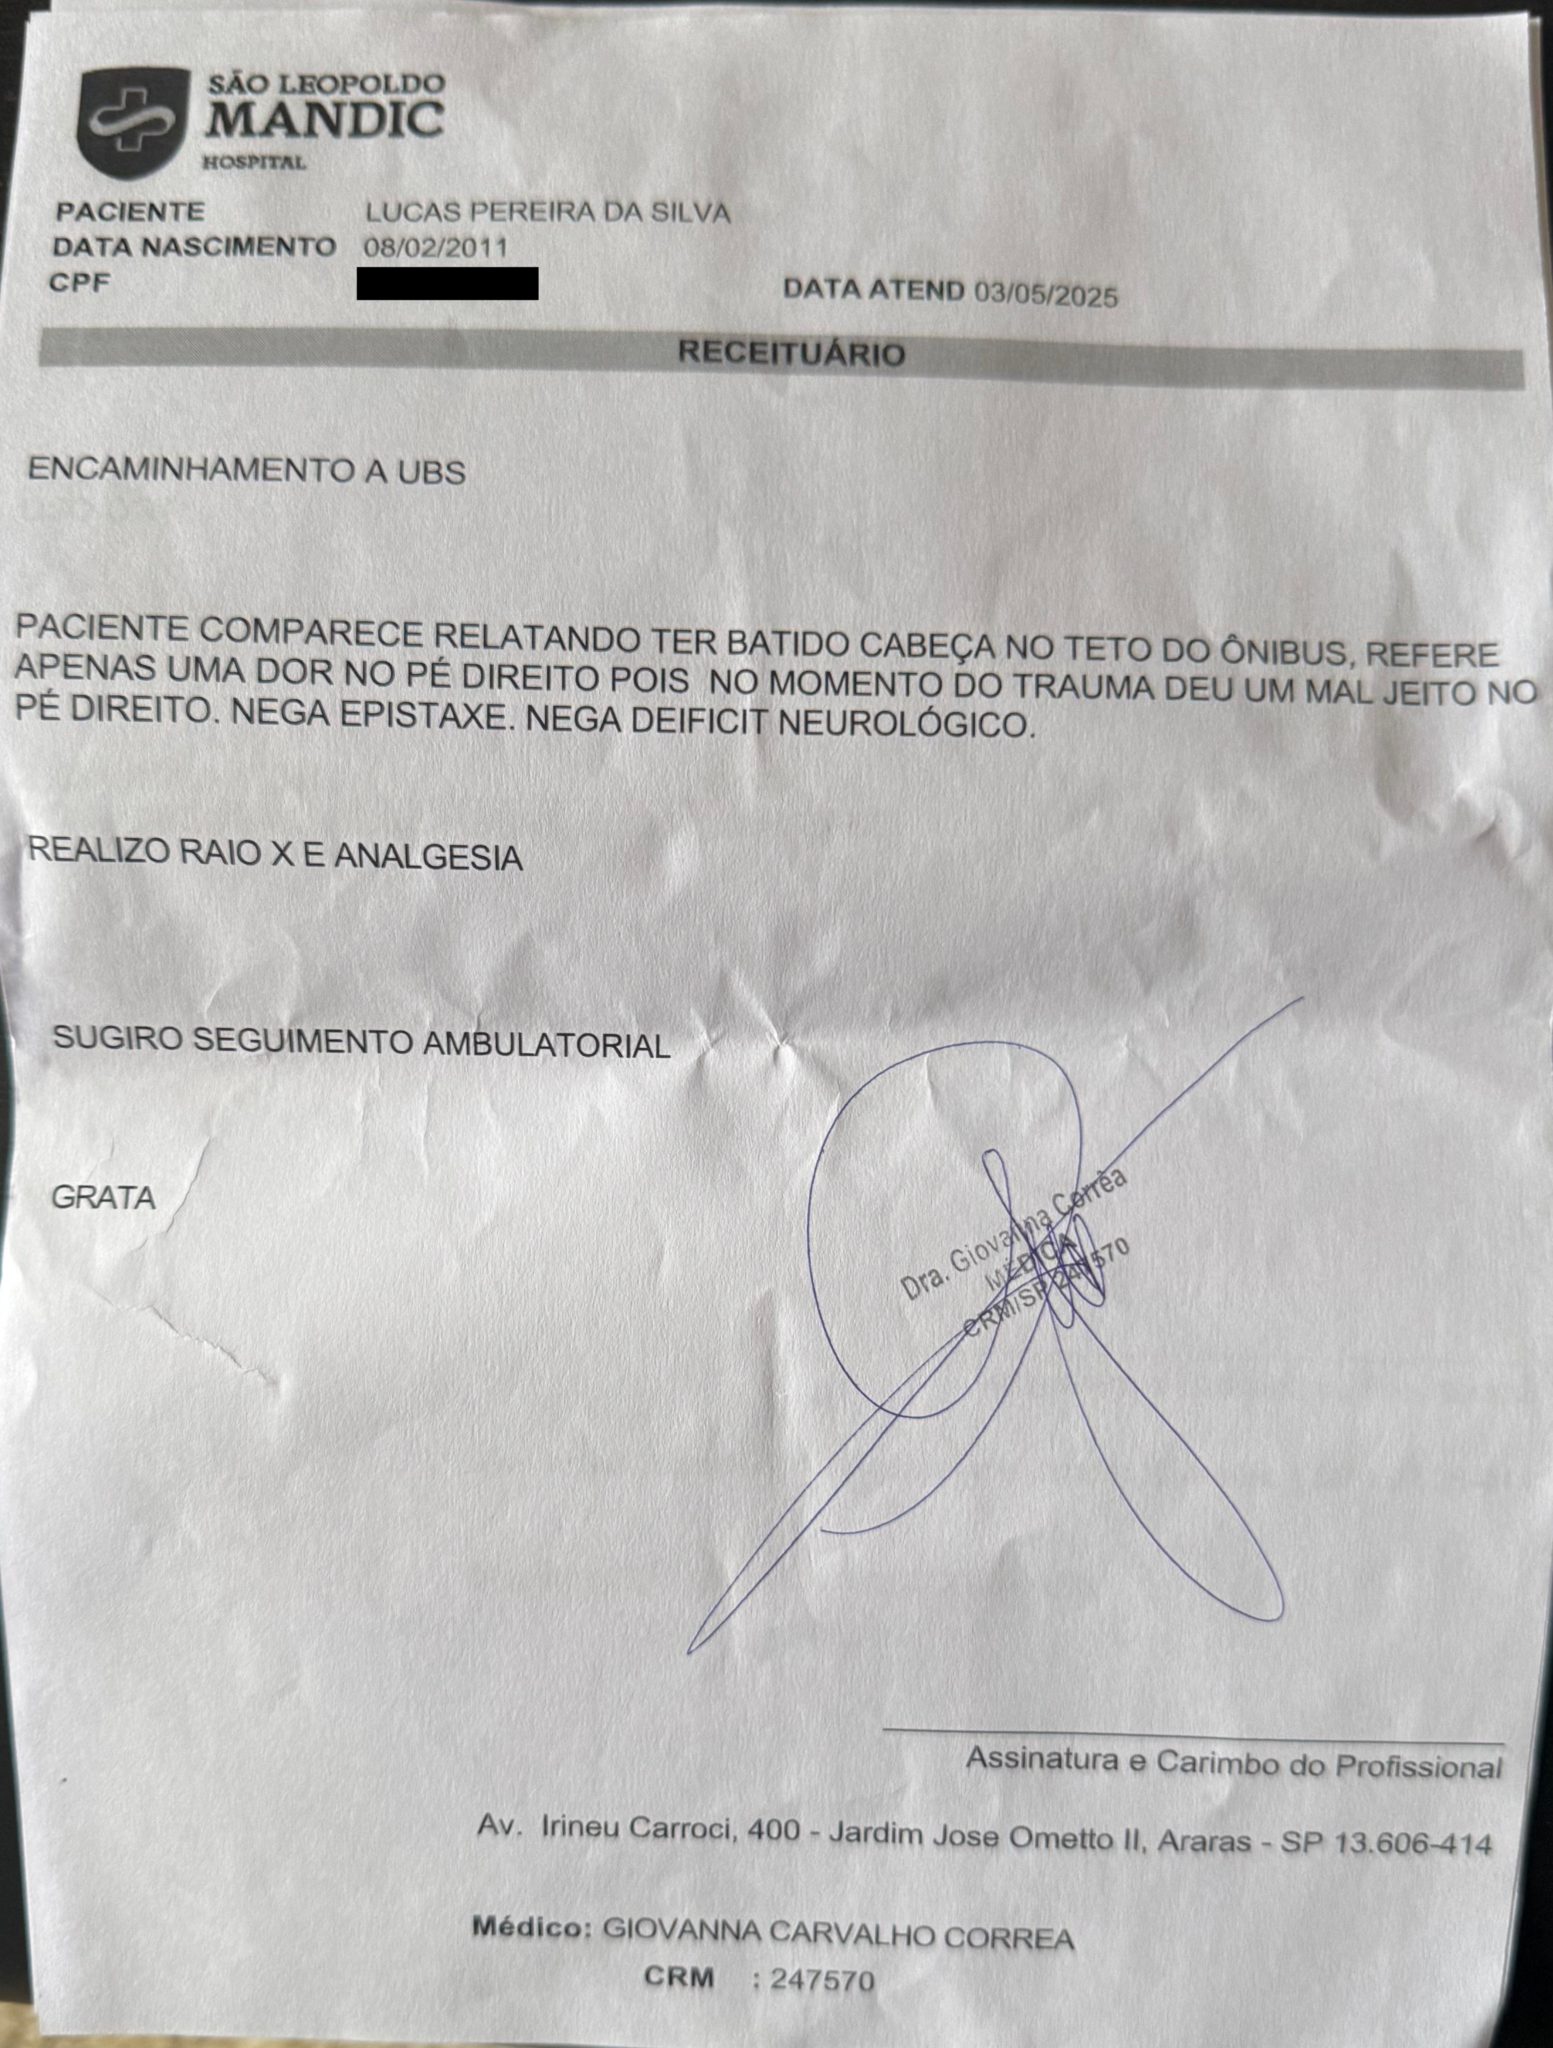 SÃO LEOPOLDO
MANDIC
HOSPITAL
PACIENTE LUCAS PEREIRA DA SILVA
DATA NASCIMENTO 08/02/2011
CPF DATA ATEND 03/05/2025
RECEITUÁRIO
ENCAMINHAMENTO A UBS
PACIENTE COMPARECE RELATANDO TER BATIDO CABEÇA NO TETO DO ÔNIBUS, REFERE
APENAS UMA DOR NO PÉ DIREITO POIS NO MOMENTO DO TRAUMA DEU UM MAL JEITO NO
PÉ DIREITO. NEGA EPISTAXE. NEGA DEIFICIT NEUROLÓGICO.
REALIZO RAIO X E ANALGESIA
SUGIRO SEGUIMENTO AMBULATORIAL
GRATA
Dra. Giovanna Corrêa
MÉDICA
CRM/SP 247570
Assinatura e Carimbo do Profissional
Av. Irineu Carroci, 400 - Jardim Jose Ometto II, Araras - SP 13.606-414
Médico: GIOVANNA CARVALHO CORREA
CRM : 247570